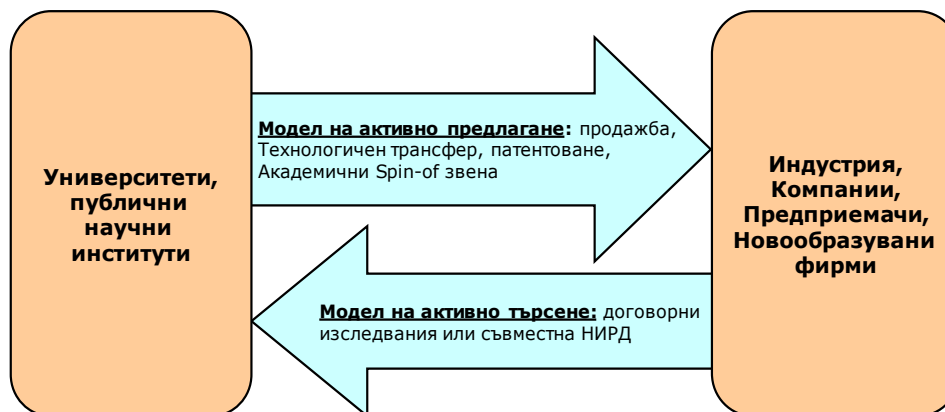 Университети,
публични
научни
институти
Модел на активно предлагане: продажба,
Технологичен трансфер, патентоване,
Академични Spin-of звена
Модел на активно търсене: договорни
изследвания или съвместна НИРД
Индустрия,
Компании,
Предприемачи,
Новообразувани
фирми